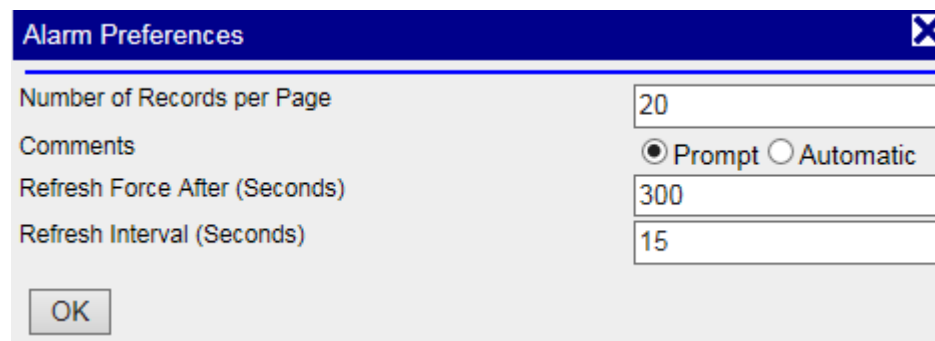 Alarm Preferences
Number of Records per Page 20
Comments Prompt Automatic
Refresh Force After (Seconds) 300
Refresh Interval (Seconds) 15
OK